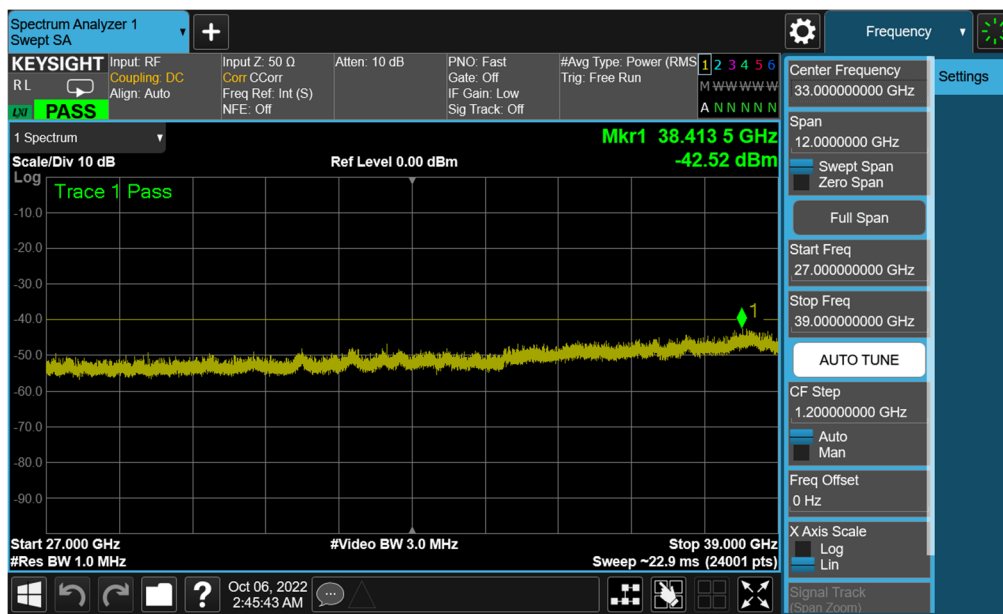 Spectrum Analyzer 1
Swept SA
+
Frequency
KEYSIGHT
R L
LXI PASS
Input: RF
Coupling: DC
Align: Auto
Input Z: 50 Ω
Corr CCorr
Freq Ref: Int (S)
NFE: Off
Atten: 10 dB
PNO: Fast
Gate: Off
IF Gain: Low
Sig Track: Off
#Avg Type: Power (RMS
Trig: Free Run
1 2 3 4 5 6
M W W W W W
A N N N N N
1 Spectrum
Mkr1 38.413 5 GHz
-42.52 dBm
Scale/Div 10 dB
Ref Level 0.00 dBm
Log
Trace 1 Pass
-10.0
-20.0
-30.0
-40.0
-50.0
-60.0
-70.0
-80.0
-90.0
1
Start 27.000 GHz
#Video BW 3.0 MHz
Stop 39.000 GHz
#Res BW 1.0 MHz
Sweep ~22.9 ms (24001 pts)
Center Frequency
33.000000000 GHz
Span
12.0000000 GHz
Swept Span
Zero Span
Full Span
Start Freq
27.000000000 GHz
Stop Freq
39.000000000 GHz
AUTO TUNE
CF Step
1.200000000 GHz
Auto
Man
Freq Offset
0 Hz
X Axis Scale
Log
Lin
Signal Track
(Span Zoom)
Settings
?
Oct 06, 2022
2:45:43 AM